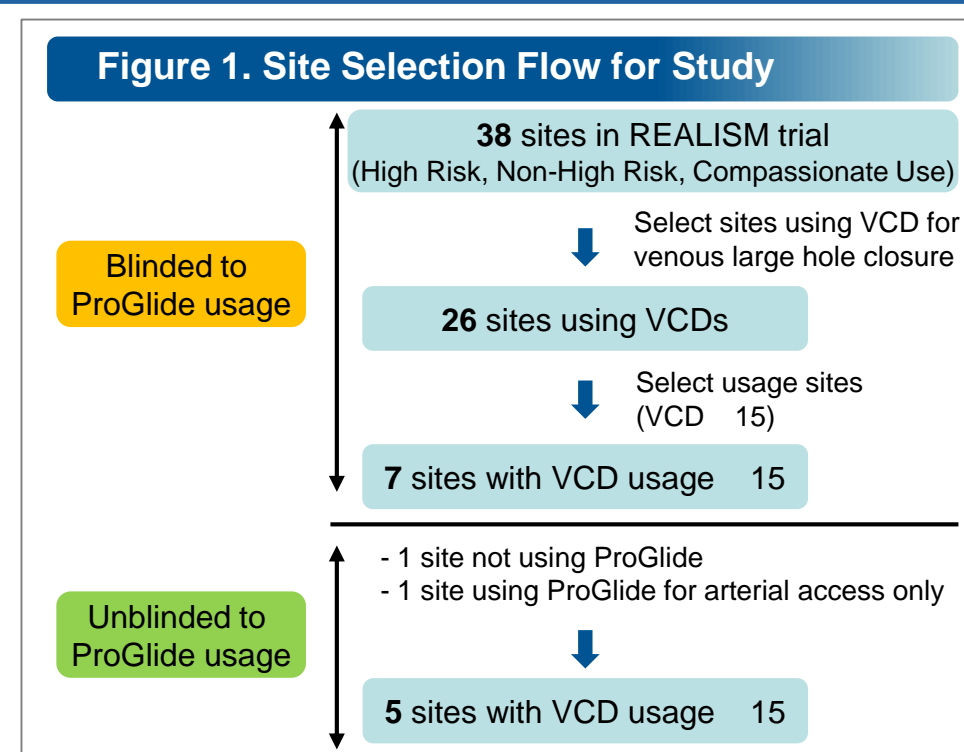 Figure 1. Site Selection Flow for Study
38 sites in REALISM trial
(High Risk, Non-High Risk, Compassionate Use)
Select sites using VCD for
venous large hole closure
Blinded to
ProGlide usage
26 sites using VCDs
Select usage sites
(VCD 15)
7 sites with VCD usage 15
- 1 site not using ProGlide
- 1 site using ProGlide for arterial access only
Unblinded to
ProGlide usage
5 sites with VCD usage 15